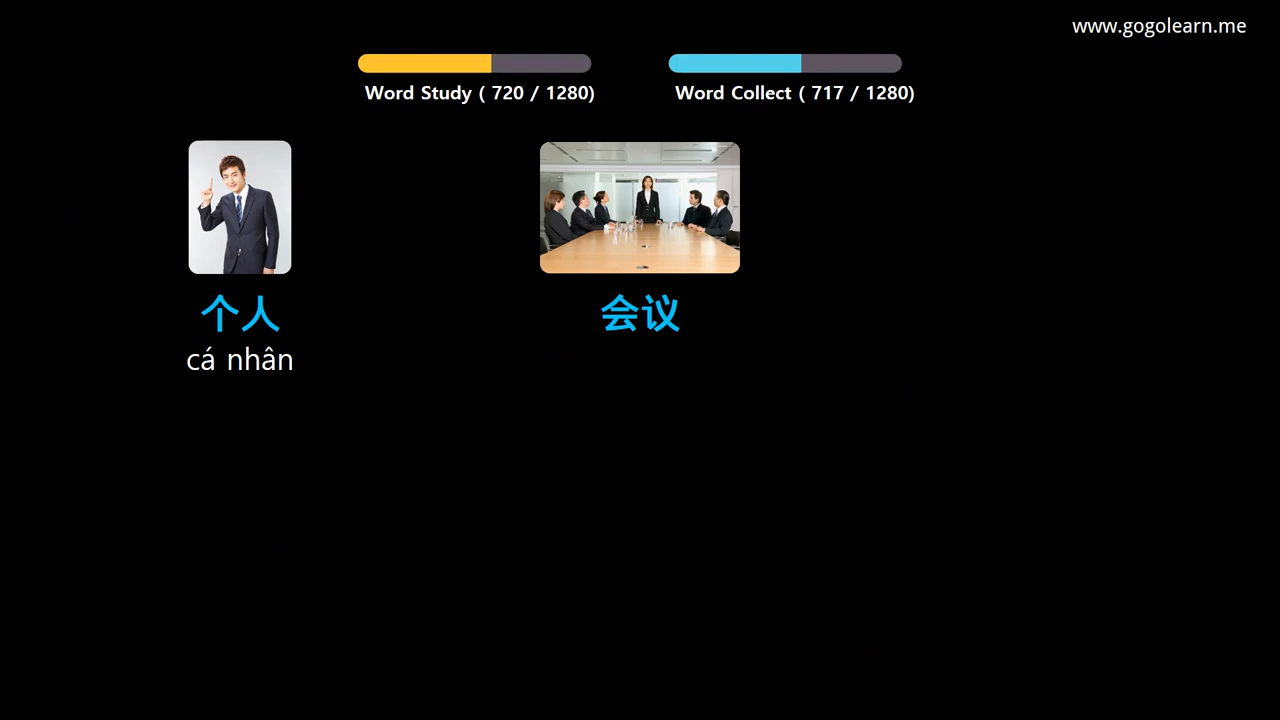 www.gogolearn.me
Word Study ( 720 / 1280)
Word Collect ( 717 / 1280)
个人
会议
cá nhân